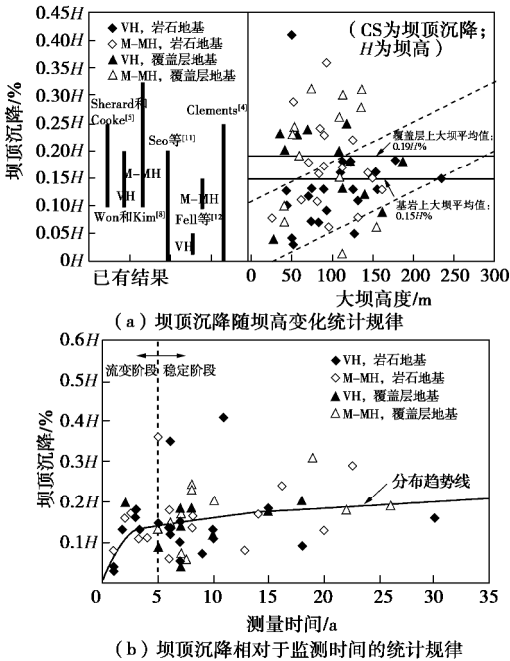 0.45H
0.40H
0.35H
0.30H
0.25H
0.20H
0.15H
0.10H
0.05H
0H
坝顶沉降/%
VH，岩石地基
M-MH，岩石地基
VH，覆盖层地基
M-MH，覆盖层地基
（CS为坝顶沉降；
H为坝高）
Sherard和
Cooke[5]
Clements[4]
Seo等[11]
M-MH
VH
Won和Kim[8]
M-MH
Fell等[12]
VH
覆盖层上大坝平均值：
0.19H%
基岩上大坝平均值：
0.15H%
已有结果
0 50 100 150 200 250 300
大坝高度/m
（a）坝顶沉降随坝高变化统计规律
0.6H
0.5H
0.4H
0.3H
0.2H
0.1H
坝顶沉降/%
流变阶段 稳定阶段
VH，岩石地基
M-MH，岩石地基
VH，覆盖层地基
M-MH，覆盖层地基
分布趋势线
0 5 10 15 20 25 30 35
测量时间/a
（b）坝顶沉降相对于监测时间的统计规律